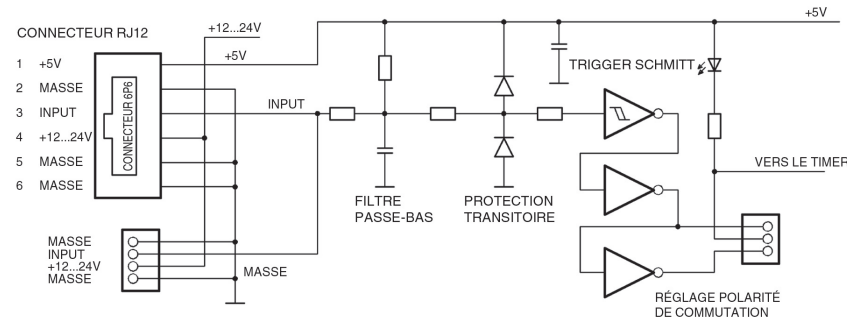 +5V
+12...24V
CONNECTEUR RJ12
+5V
TRIGGER SCHMITT
1 +5V
2 MASSE
3 INPUT
4 +12...24V
5 MASSE
6 MASSE
CONNECTEUR 6P6
INPUT
VERS LE TIMER
FILTRE
PASSE-BAS
PROTECTION
TRANSITOIRE
MASSE
INPUT
+12...24V
MASSE
MASSE
RÉGLAGE POLARITÉ
DE COMMUTATION